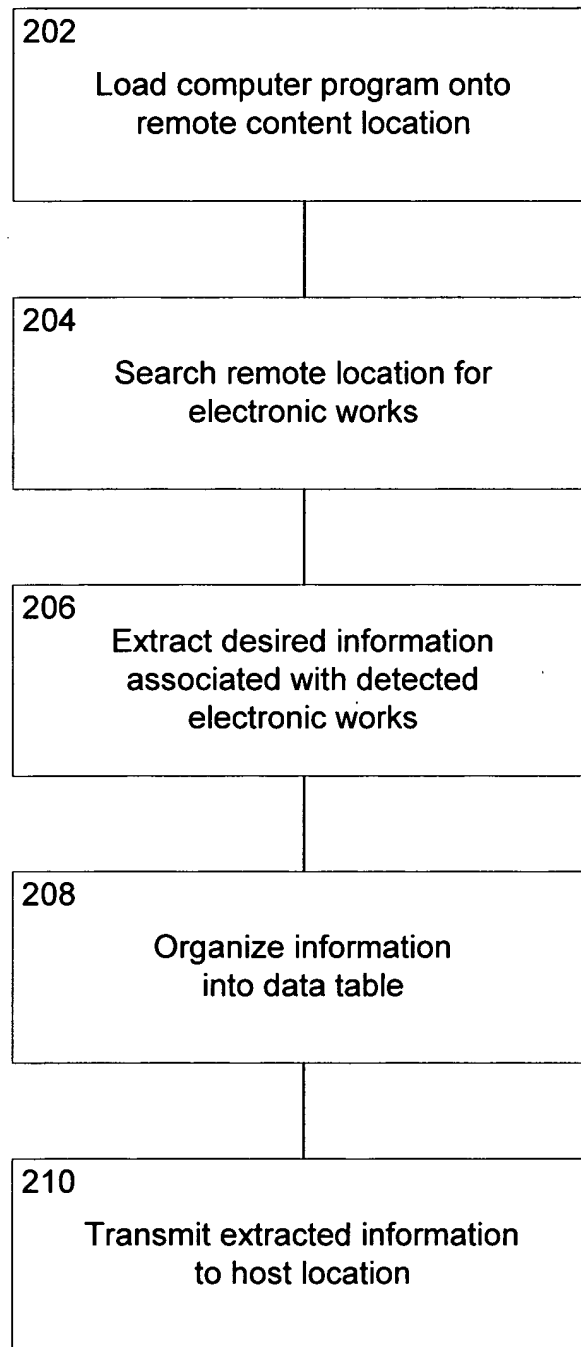 202
Load computer program onto
remote content location
204
Search remote location for
electronic works
206
Extract desired information
associated with detected
electronic works
208
Organize information
into data table
210
Transmit extracted information
to host location